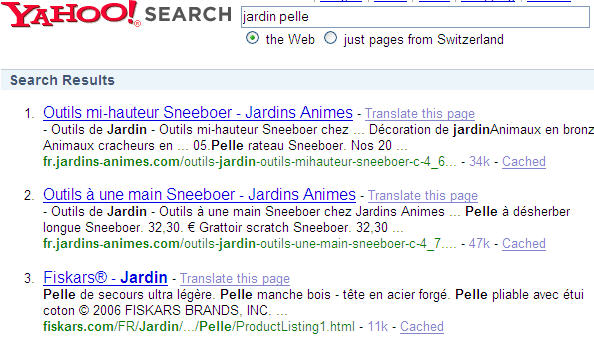 YAHOO! SEARCH
jardin pelle
the Web just pages from Switzerland
Search Results
1. Outils mi-hauteur Sneeboer - Jardins Animes - Translate this page
- Outils de Jardin - Outils mi-hauteur Sneeboer chez ... Décoration de jardinAnimaux en bronz
Animaux cracheurs en ... 05.Pelle rateau Sneeboer. Nos 20 ...
fr.jardins-animes.com/outils-jardin-outils-mihauteur-sneeboer-c-4_6... - 34k - Cached
2. Outils à une main Sneeboer - Jardins Animes - Translate this page
- Outils de Jardin - Outils à une main Sneeboer chez Jardins Animes ... Pelle à désherber
longue Sneeboer. 32,30. € Grattoir scratch Sneeboer. 32,30 ...
fr.jardins-animes.com/outils-jardin-outils-une-main-sneeboer-c-4_7.... - 47k - Cached
3. Fiskars® - Jardin - Translate this page
Pelle de secours ultra légère. Pelle manche bois - tête en acier forgé. Pelle pliable avec étui
coton © 2006 FISKARS BRANDS, INC. ...
fiskars.com/FR/Jardin/.../Pelle/ProductListing1.html - 11k - Cached